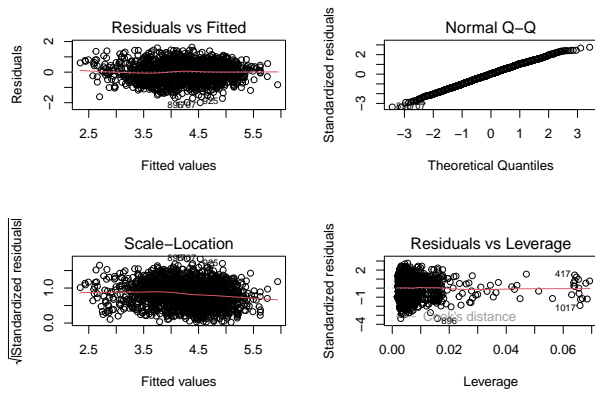 Residuals vs Fitted
Residuals
2
0
−2
2.5 3.5 4.5 5.5
Fitted values
Normal Q−Q
Standardized residuals
2
0
−3
−3 −2 −1 0 1 2 3
Theoretical Quantiles
Scale−Location
√|Standardized residuals|
1.0
0.0
2.5 3.5 4.5 5.5
Fitted values
Residuals vs Leverage
Standardized residuals
2
−1
−4
417
1017
896
Cook's distance
0.00 0.02 0.04 0.06
Leverage